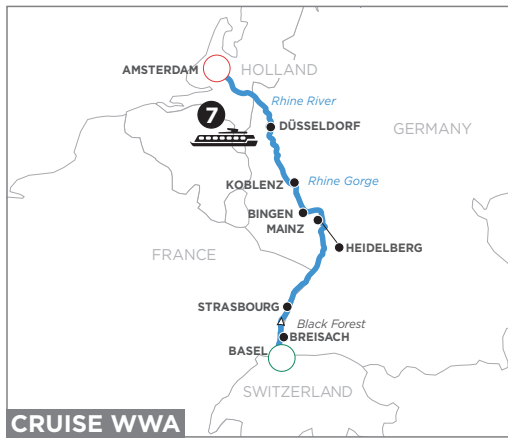 AMSTERDAM
HOLLAND
Rhine River
7
DÜSSELDORF
GERMANY
KOBLENZ
Rhine Gorge
BINGEN
MAINZ
HEIDELBERG
FRANCE
STRASBOURG
Black Forest
BREISACH
BASEL
SWITZERLAND
CRUISE WWA